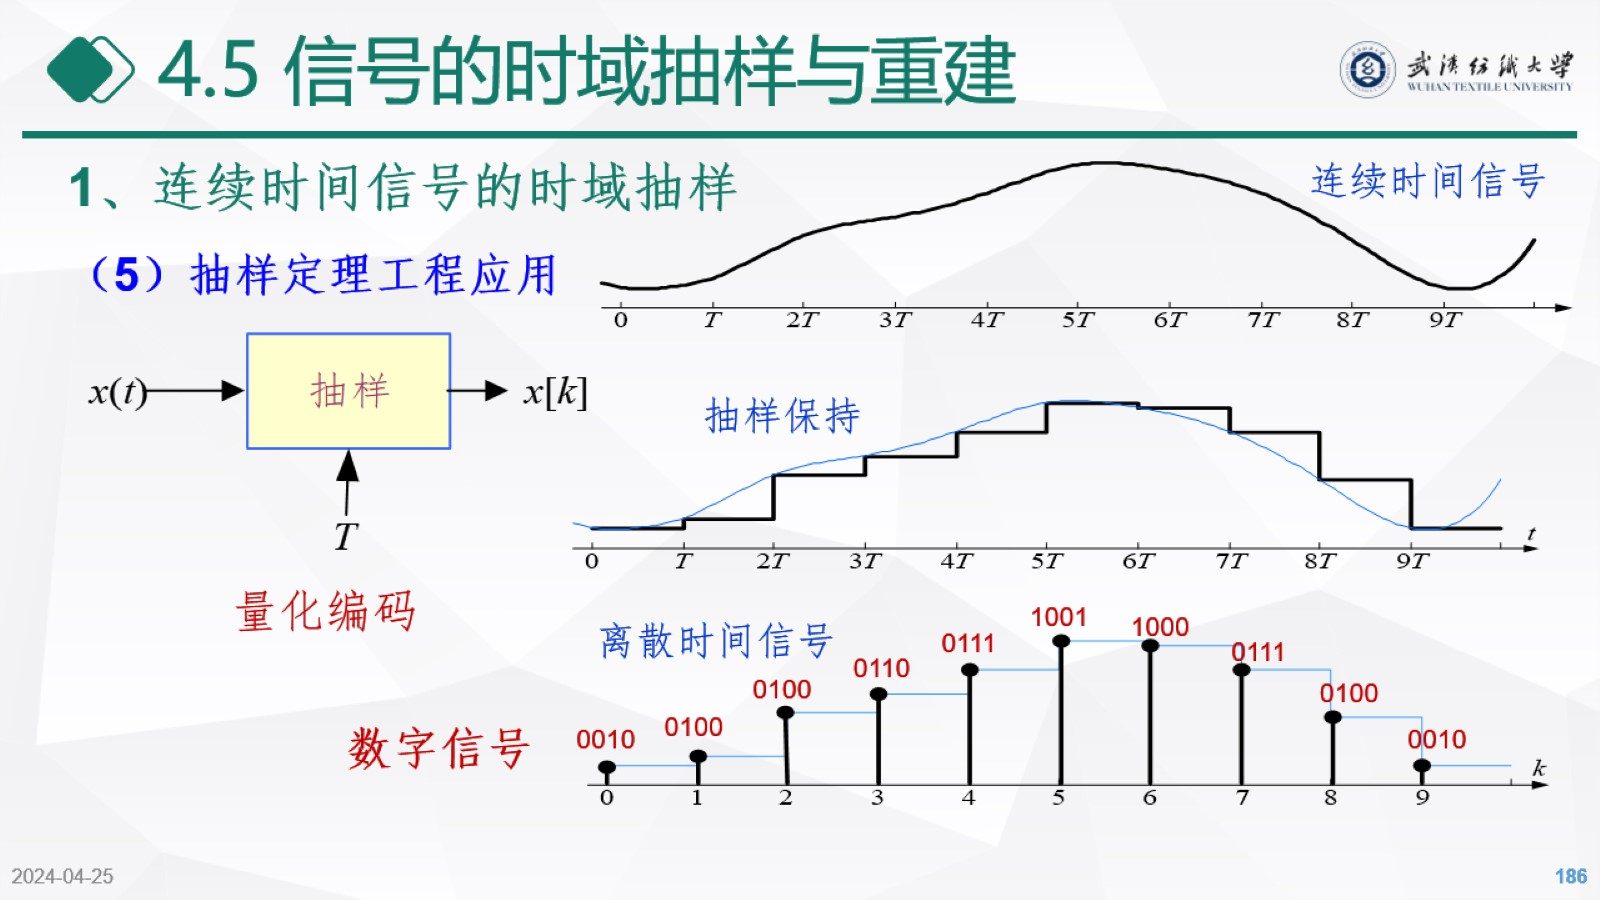 4.5 信号的时域抽样与重建
武汉纺织大学
WUHAN TEXTILE UNIVERSITY
1、连续时间信号的时域抽样
连续时间信号
（5）抽样定理工程应用
0 T 2T 3T 4T 5T 6T 7T 8T 9T
x(t) 抽样 x[k]
T
抽样保持
t
0 T 2T 3T 4T 5T 6T 7T 8T 9T
量化编码
离散时间信号
数字信号
0010 0100 0100 0110 0111 1001 1000 0111 0100 0010
k
0 1 2 3 4 5 6 7 8 9
2024-04-25
186